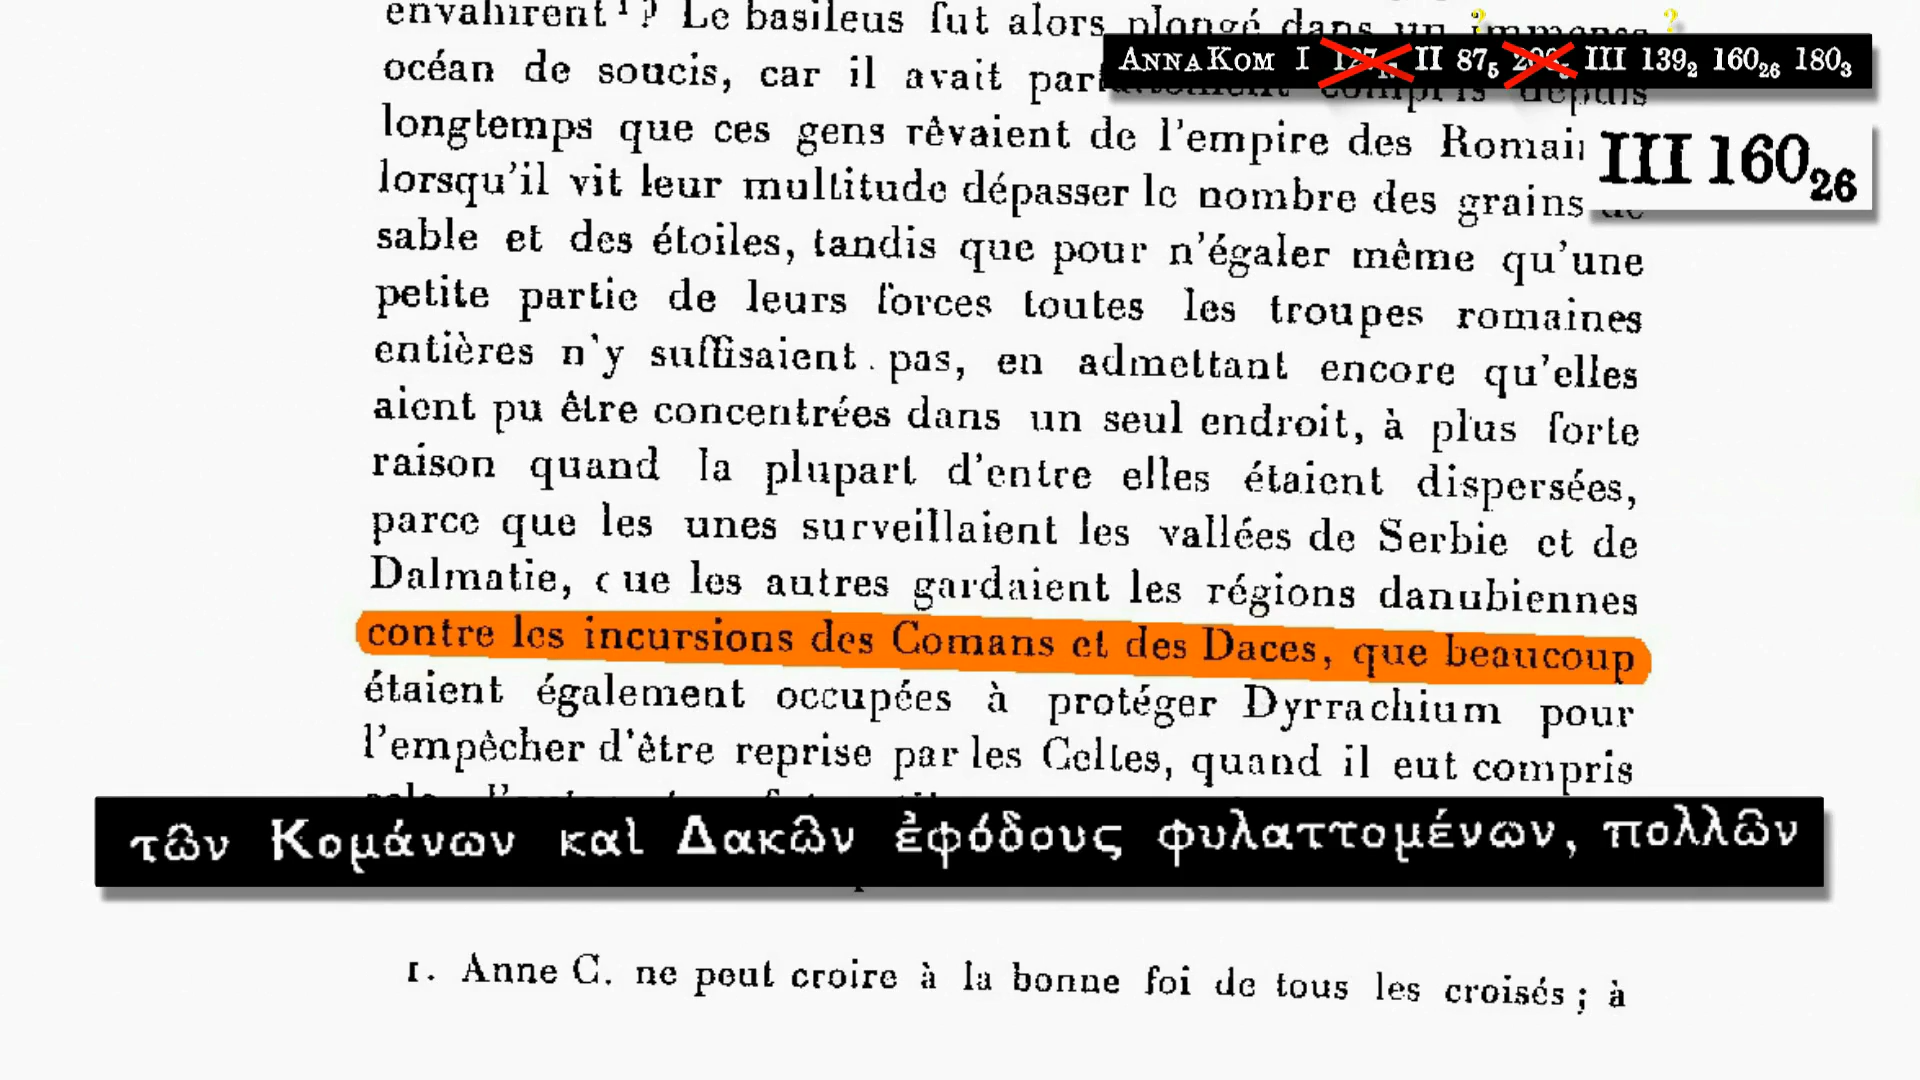 envahirent ¹ ? Le basileus fut alors plongé dans un immense
ANNA KOM I II 87₅ III 139₂ 160₂₆ 180₃
océan de soucis, car il avait parfaitement compris depuis
longtemps que ces gens rêvaient de l'empire des Romai
III 160₂₆
lorsqu'il vit leur multitude dépasser le nombre des grains de
sable et des étoiles, tandis que pour n'égaler même qu'une
petite partie de leurs forces toutes les troupes romaines
entières n'y suffisaient pas, en admettant encore qu'elles
aient pu être concentrées dans un seul endroit, à plus forte
raison quand la plupart d'entre elles étaient dispersées,
parce que les unes surveillaient les vallées de Serbie et de
Dalmatie, que les autres gardaient les régions danubiennes
contre les incursions des Comans et des Daces, que beaucoup
étaient également occupées à protéger Dyrrachium pour
l'empêcher d'être reprise par les Celtes, quand il eut compris
τῶν Κομάνων καὶ Δακῶν ἐφόδους φυλαττομένων, πολλῶν
1. Anne C. ne peut croire à la bonne foi de tous les croisés ; à